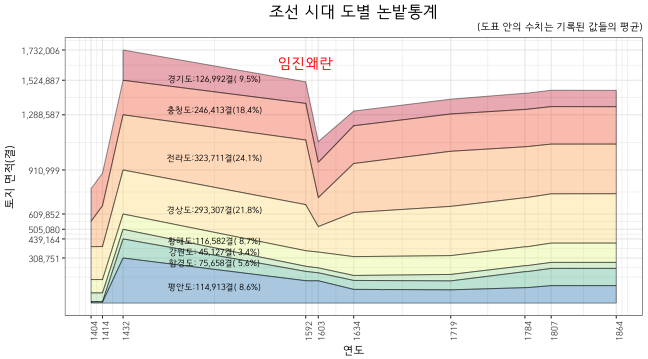 조선 시대 도별 논밭통계
(도표 안의 수치는 기록된 값들의 평균)
임진왜란
1,732,006
1,524,887
1,288,587
910,999
609,852
505,080
439,164
308,751
토지 면적(결)
경기도:126,992결( 9.5%)
충청도:246,413결(18.4%)
전라도:323,711결(24.1%)
경상도:293,307결(21.8%)
황해도:116,582결( 8.7%)
강원도: 45,127결( 3.4%)
함경도: 75,658결( 5.6%)
평안도:114,913결( 8.6%)
1404
1414
1432
1592
1603
1634
1719
1784
1807
1864
연도